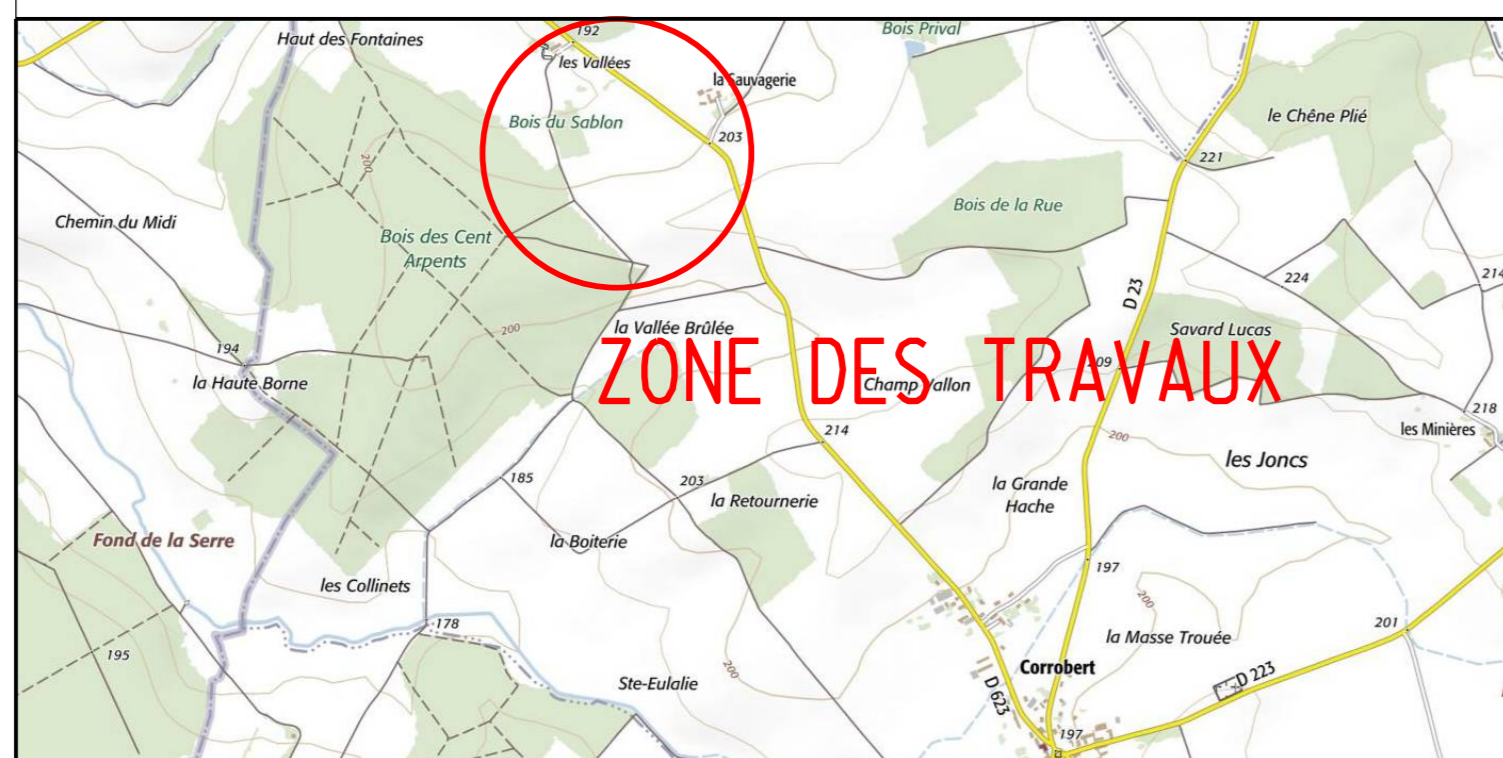 192
Bois Prival
Haut des Fontaines
les Vallées
la Sauvagerie
Bois du Sablon
203
le Chêne Plié
200
221
Chemin du Midi
Bois de la Rue
Bois des Cent
Arpents
D 23
224
214
200
la Vallée Brûlée
Savard Lucas
194
ZONE DES TRAVAUX
209
la Haute Borne
Champ Vallon
218
214
200
les Minières
les Joncs
185
203
la Retournerie
la Grande
Hache
Fond de la Serre
la Boiterie
les Collinets
197
200
178
201
195
la Masse Trouée
200
Corrobert
Ste-Eulalie
D 623
D 223
197